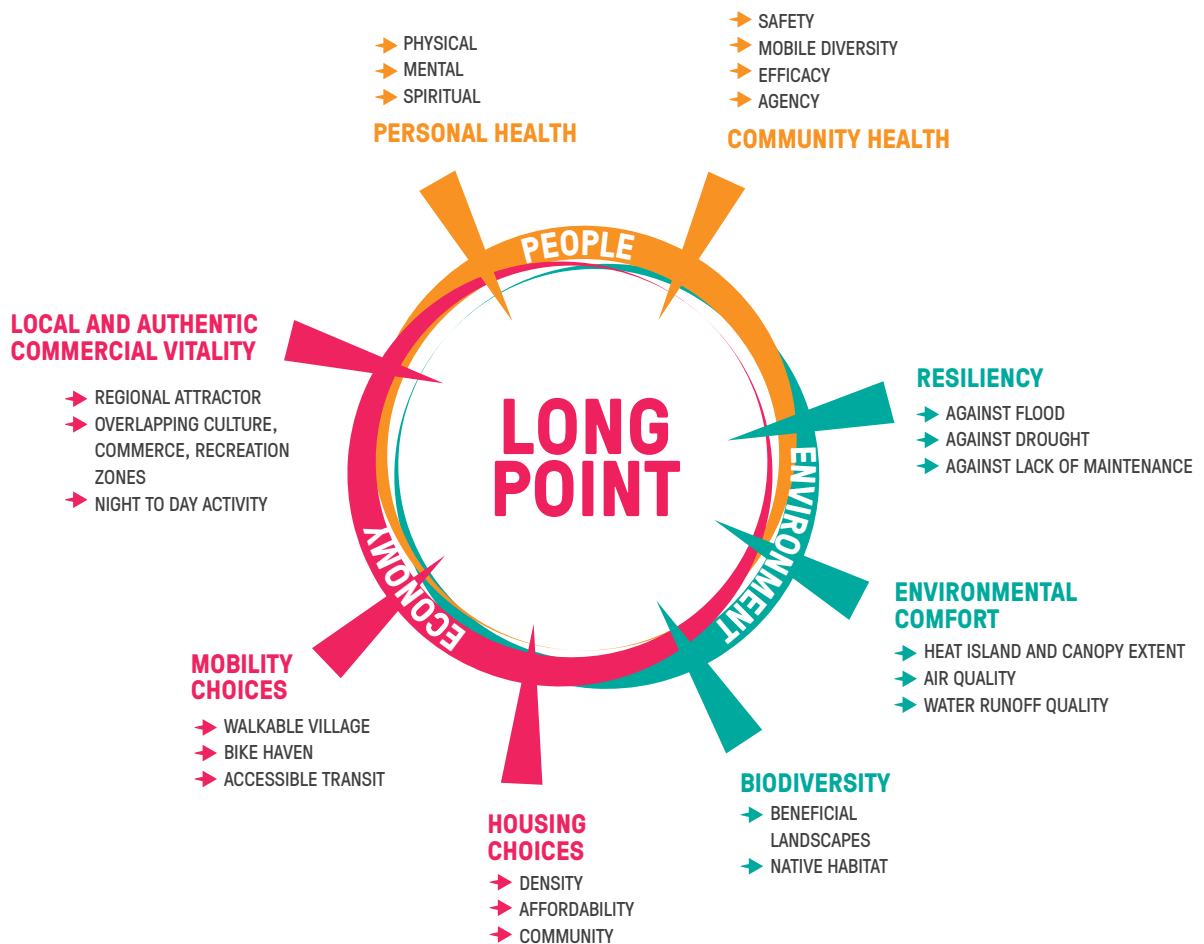 PHYSICAL
MENTAL
SPIRITUAL
PERSONAL HEALTH
SAFETY
MOBILE DIVERSITY
EFFICACY
AGENCY
COMMUNITY HEALTH
PEOPLE
LOCAL AND AUTHENTIC
COMMERCIAL VITALITY
REGIONAL ATTRACTOR
OVERLAPPING CULTURE,
COMMERCE, RECREATION
ZONES
NIGHT TO DAY ACTIVITY
LONG
POINT
RESILIENCY
AGAINST FLOOD
AGAINST DROUGHT
AGAINST LACK OF MAINTENANCE
ENVIRONMENT
ECONOMY
ENVIRONMENTAL
COMFORT
HEAT ISLAND AND CANOPY EXTENT
AIR QUALITY
WATER RUNOFF QUALITY
MOBILITY
CHOICES
WALKABLE VILLAGE
BIKE HAVEN
ACCESSIBLE TRANSIT
BIODIVERSITY
BENEFICIAL
LANDSCAPES
NATIVE HABITAT
HOUSING
CHOICES
DENSITY
AFFORDABILITY
COMMUNITY